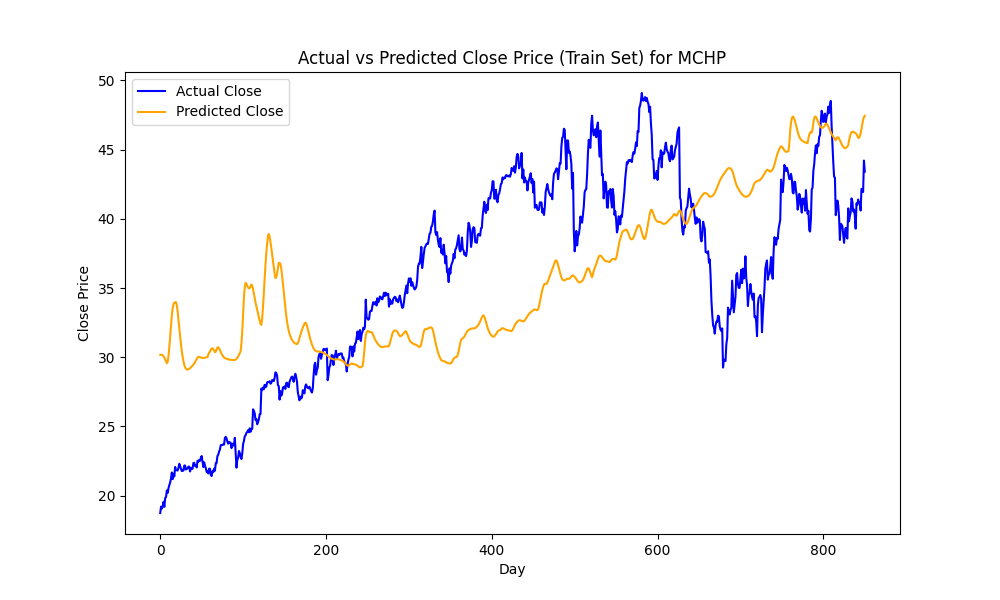 Actual vs Predicted Close Price (Train Set) for MCHP
Actual Close
Predicted Close
50
45
40
35
30
25
20
Close Price
0 200 400 600 800
Day